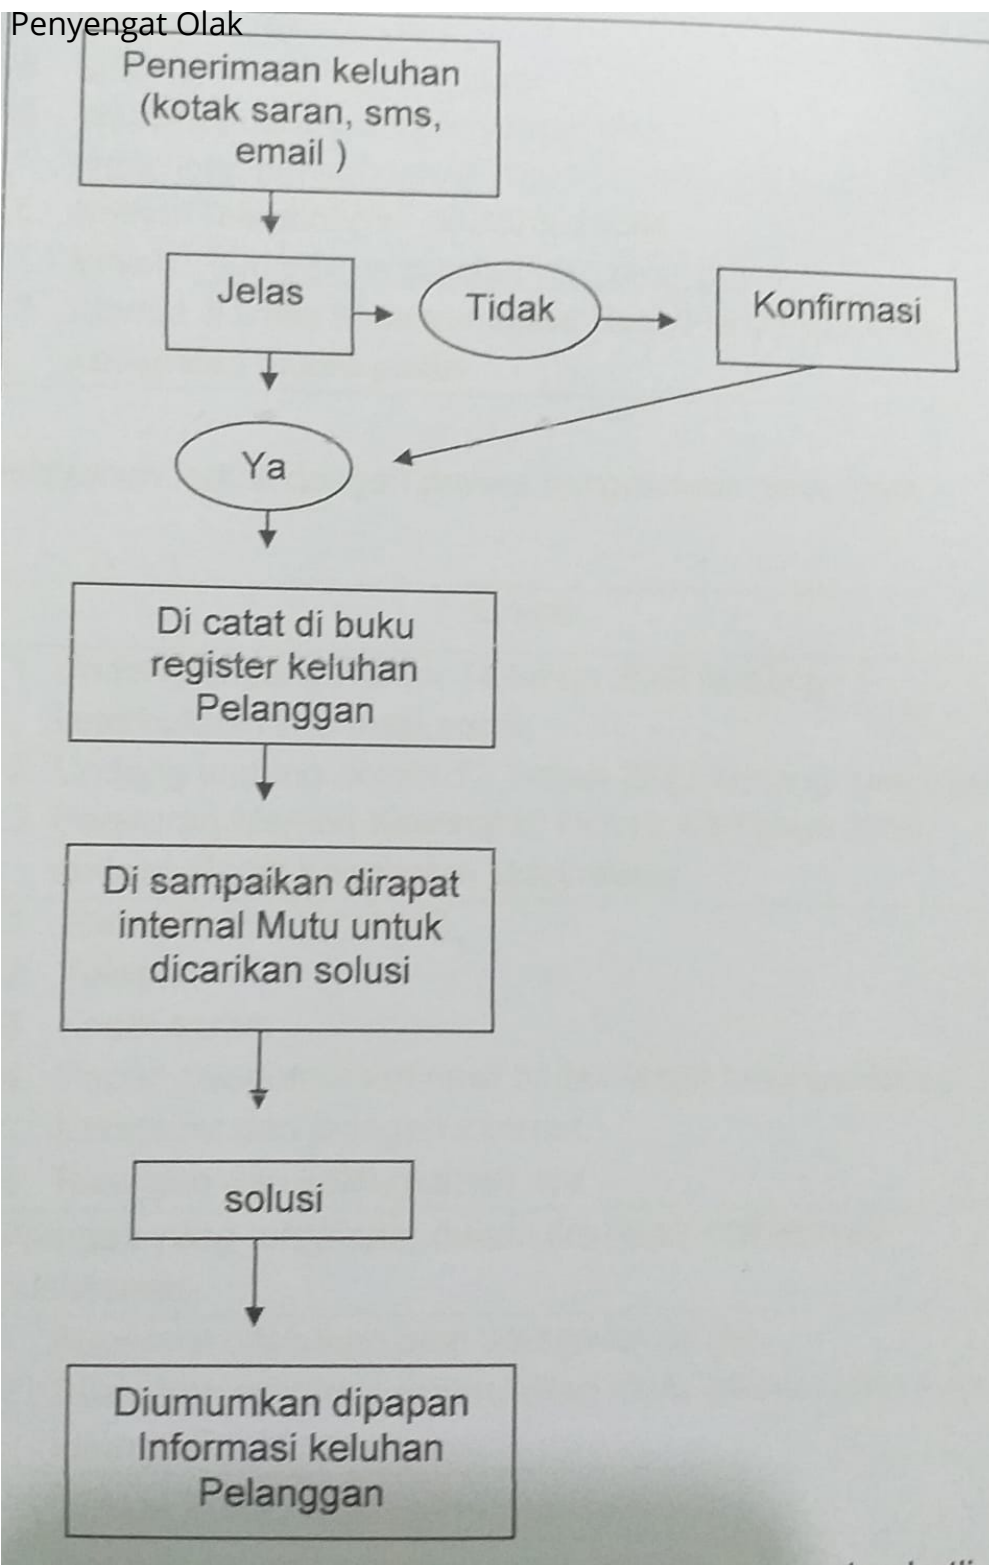 Penyengat Olak
Penerimaan keluhan
(kotak saran, sms,
email )
Jelas
Tidak
Konfirmasi
Ya
Di catat di buku
register keluhan
Pelanggan
Di sampaikan dirapat
internal Mutu untuk
dicarikan solusi
solusi
Diumumkan dipapan
Informasi keluhan
Pelanggan